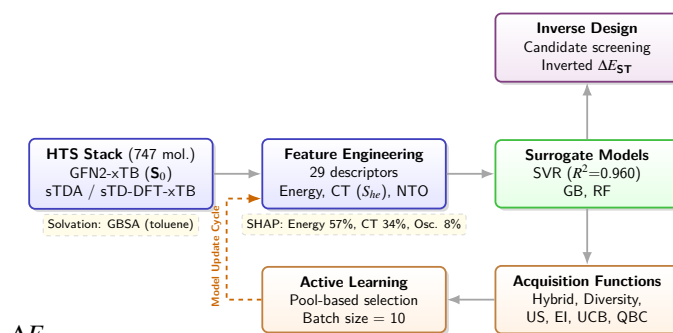 Inverse Design
Candidate screening
Inverted ΔE_ST
HTS Stack (747 mol.)
GFN2-xTB (S₀)
sTDA / sTD-DFT-xTB
Solvation: GBSA (toluene)
Feature Engineering
29 descriptors
Energy, CT (S_he), NTO
SHAP: Energy 57%, CT 34%, Osc. 8%
Surrogate Models
SVR (R²=0.960)
GB, RF
Model Update Cycle
Active Learning
Pool-based selection
Batch size = 10
Acquisition Functions
Hybrid, Diversity,
US, EI, UCB, QBC